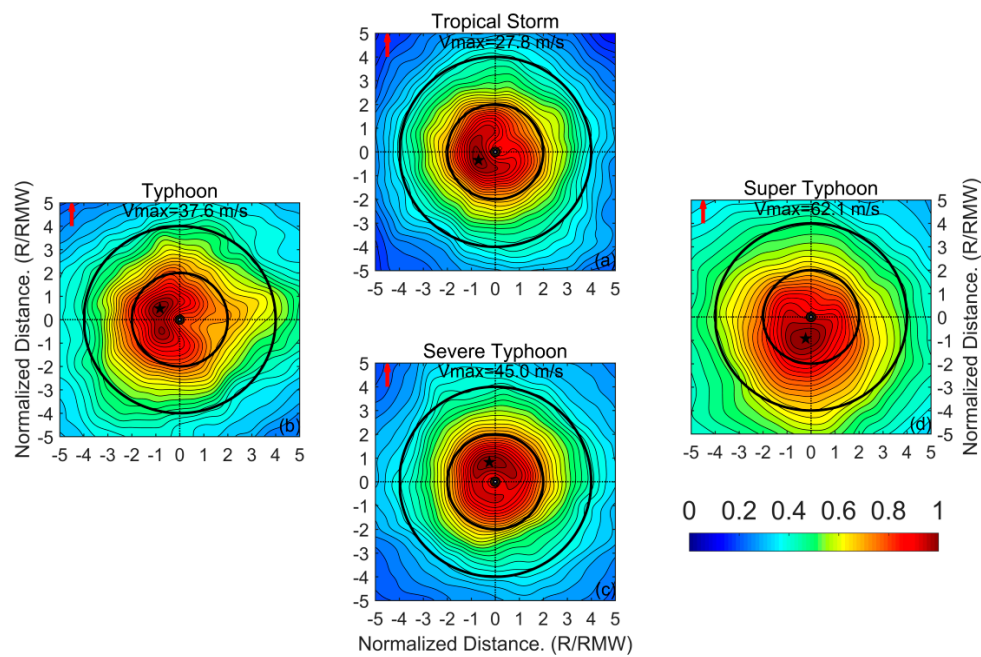 Tropical Storm
Vmax=27.8 m/s
5
4
3
2
1
0
-1
-2
-3
-4
-5
(a)
-5 -4 -3 -2 -1 0 1 2 3 4 5
Typhoon
Vmax=37.6 m/s
Normalized Distance. (R/RMW)
5
4
3
2
1
0
-1
-2
-3
-4
-5
(b)
-5 -4 -3 -2 -1 0 1 2 3 4 5
Severe Typhoon
Vmax=45.0 m/s
5
4
3
2
1
0
-1
-2
-3
-4
-5
(c)
-5 -4 -3 -2 -1 0 1 2 3 4 5
Normalized Distance. (R/RMW)
Super Typhoon
Vmax=62.1 m/s
5
4
3
2
1
0
-1
-2
-3
-4
-5
Normalized Distance. (R/RMW)
(d)
-5 -4 -3 -2 -1 0 1 2 3 4 5
0 0.2 0.4 0.6 0.8 1